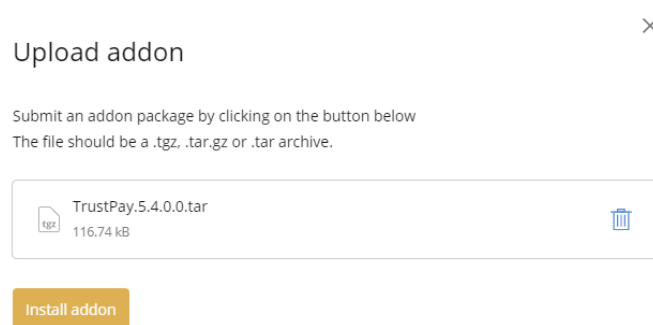 Upload addon
Submit an addon package by clicking on the button below
The file should be a .tgz, .tar.gz or .tar archive.
TrustPay.5.4.0.0.tar
tgz
116.74 kB
Install addon